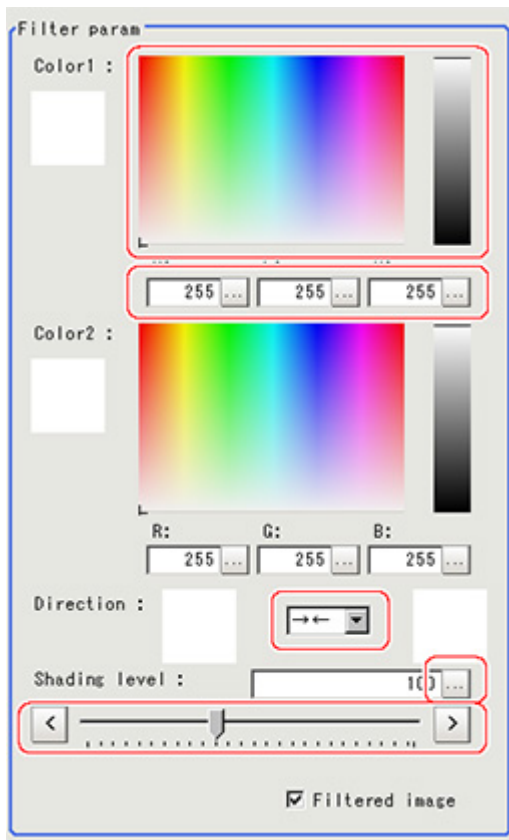 Filter param
Color1 :
255 ... 255 ... 255 ...
Color2 :
R: G: B:
255 ... 255 ... 255 ...
Direction : →←
Shading level : 100 ...
< >
Filtered image